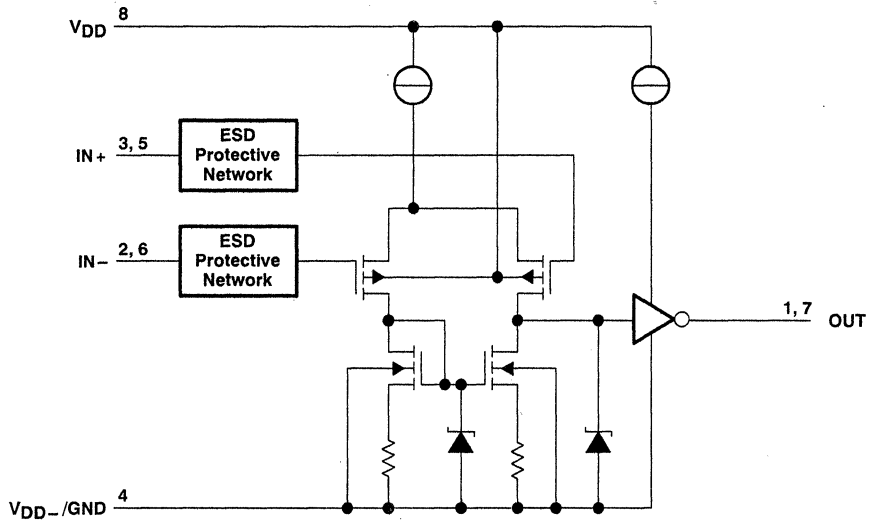 8
VDD
ESD
Protective
Network
3, 5
IN+
ESD
Protective
Network
2, 6
IN−
1, 7
OUT
4
VDD−/GND